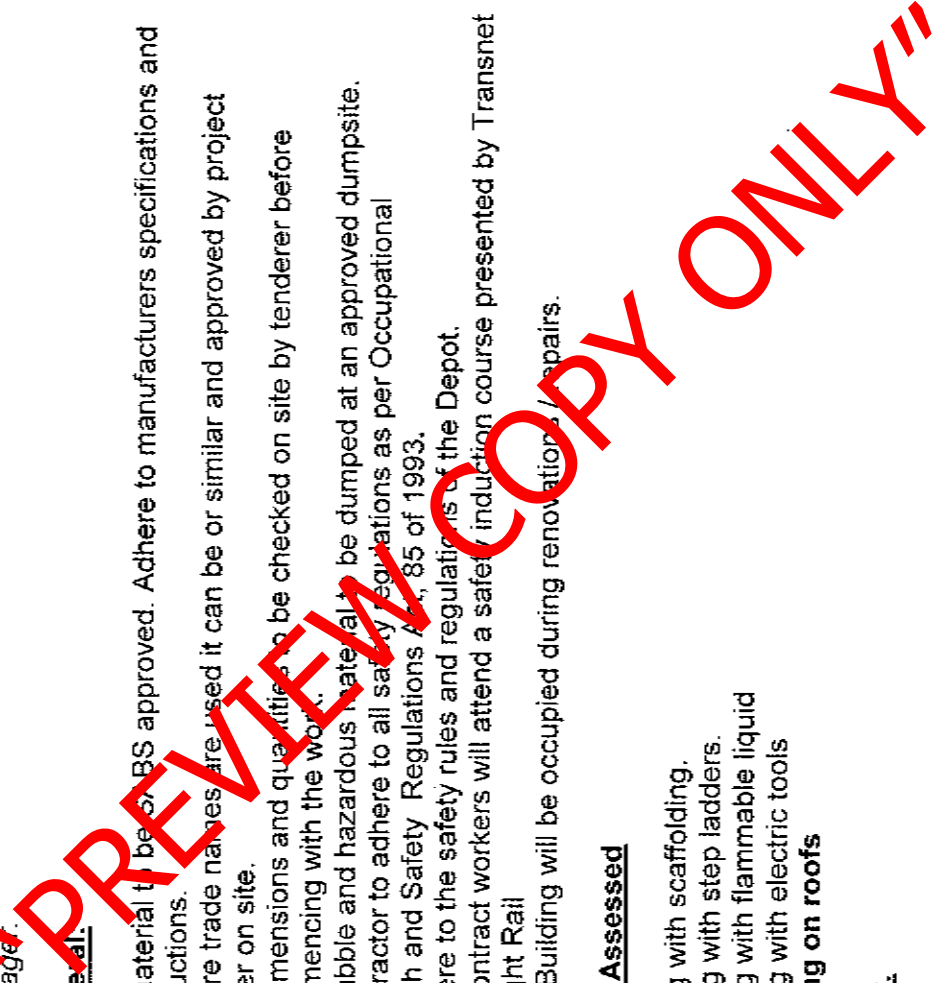 ager.
eral:
aterial to be SABS approved. Adhere to manufacturers specifications and
uctions.
re trade names are used it can be or similar and approved by project
er on site.
mensions and quantities to be checked on site by tenderer before
mencing with the work.
ubble and hazardous material to be dumped at an approved dumpsite.
ractor to adhere to all safety regulations as per Occupational
h and Safety Regulations Act, 85 of 1993.
ere to the safety rules and regulations of the Depot.
ontract workers will attend a safety induction course presented by Transnet
ght Rail
Building will be occupied during renovations / repairs.
Assessed
g with scaffolding.
g with step ladders.
g with flammable liquid
g with electric tools
ng on roofs
"PREVIEW COPY ONLY"